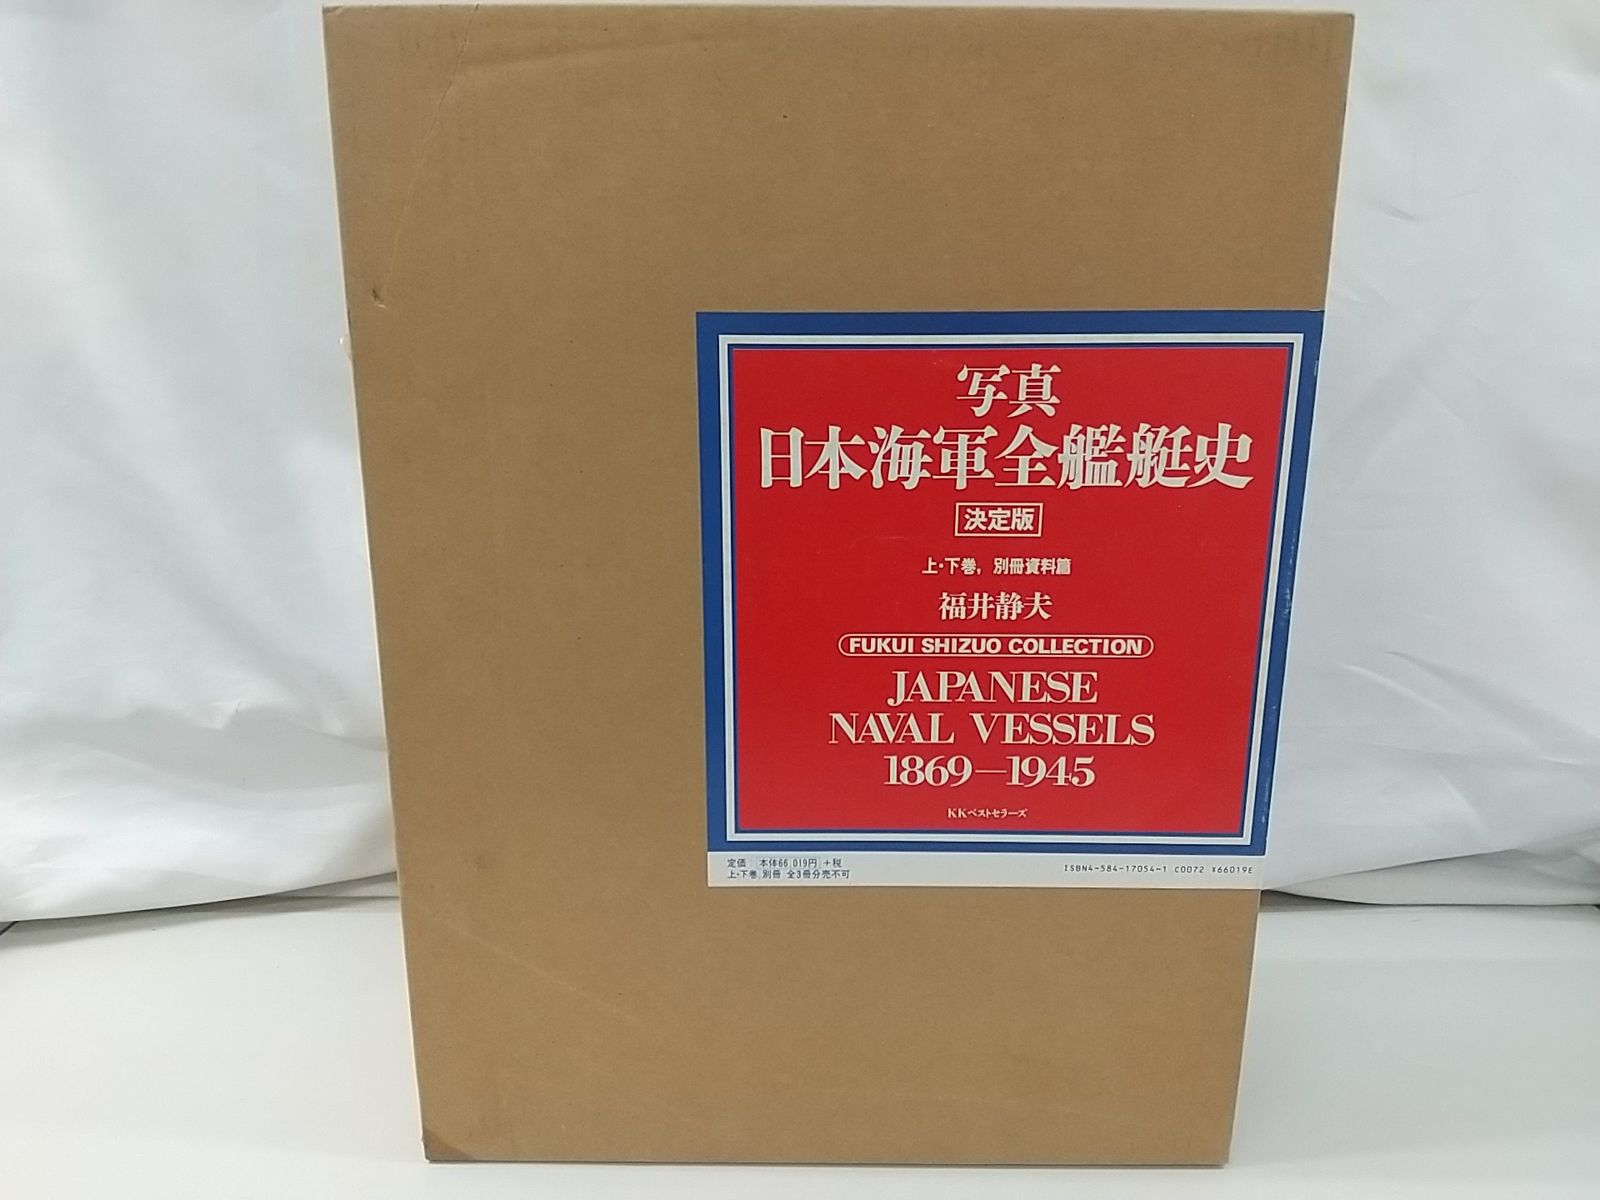 写真
日本海軍全艦艇史
決定版
上・下巻，別冊資料篇
福井静夫
FUKUI SHIZUO COLLECTION
JAPANESE
NAVAL VESSELS
1869—1945
KKベストセラーズ
定価：本体66,019円 +税
上・下巻，別冊 全3冊分売不可
ISBN4-584-17054-1 C0072 ¥66019E